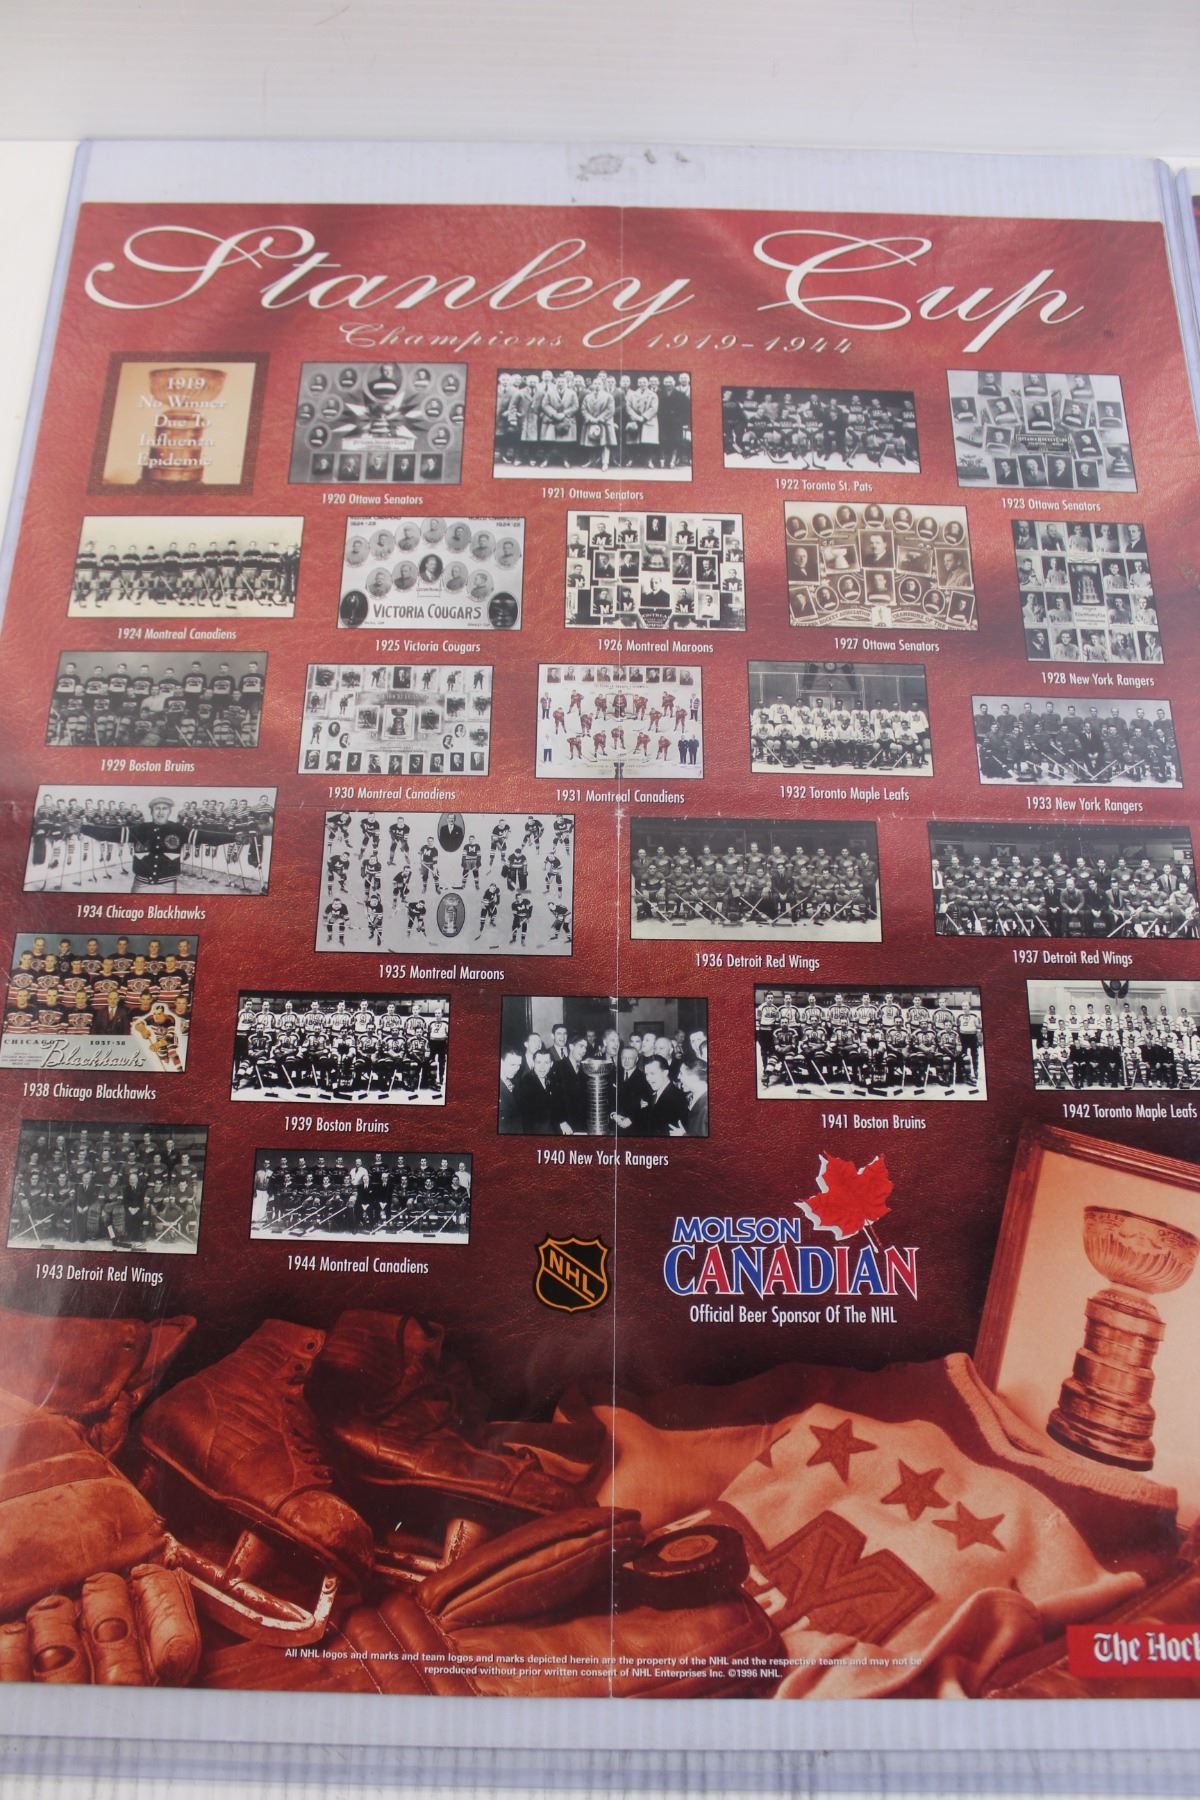 Stanley Cup
Champions 1919-1944
1919
No Winner
Due To
Influenza
Epidemic
1920 Ottawa Senators
1921 Ottawa Senators
1922 Toronto St. Pats
1923 Ottawa Senators
1924 Montreal Canadiens
VICTORIA COUGARS
1925 Victoria Cougars
1926 Montreal Maroons
1927 Ottawa Senators
1928 New York Rangers
1929 Boston Bruins
1930 Montreal Canadiens
1931 Montreal Canadiens
1932 Toronto Maple Leafs
1933 New York Rangers
1934 Chicago Blackhawks
1935 Montreal Maroons
1936 Detroit Red Wings
1937 Detroit Red Wings
CHICAGO 1937-38
Blackhawks
1938 Chicago Blackhawks
1939 Boston Bruins
1940 New York Rangers
1941 Boston Bruins
1942 Toronto Maple Leafs
1943 Detroit Red Wings
1944 Montreal Canadiens
NHL
MOLSON
CANADIAN
Official Beer Sponsor Of The NHL
The Hoc
All NHL logos and marks and team logos and marks depicted herein are the property of the NHL and the respective teams and may not be
reproduced without prior written consent of NHL Enterprises Inc. ©1996 NHL.